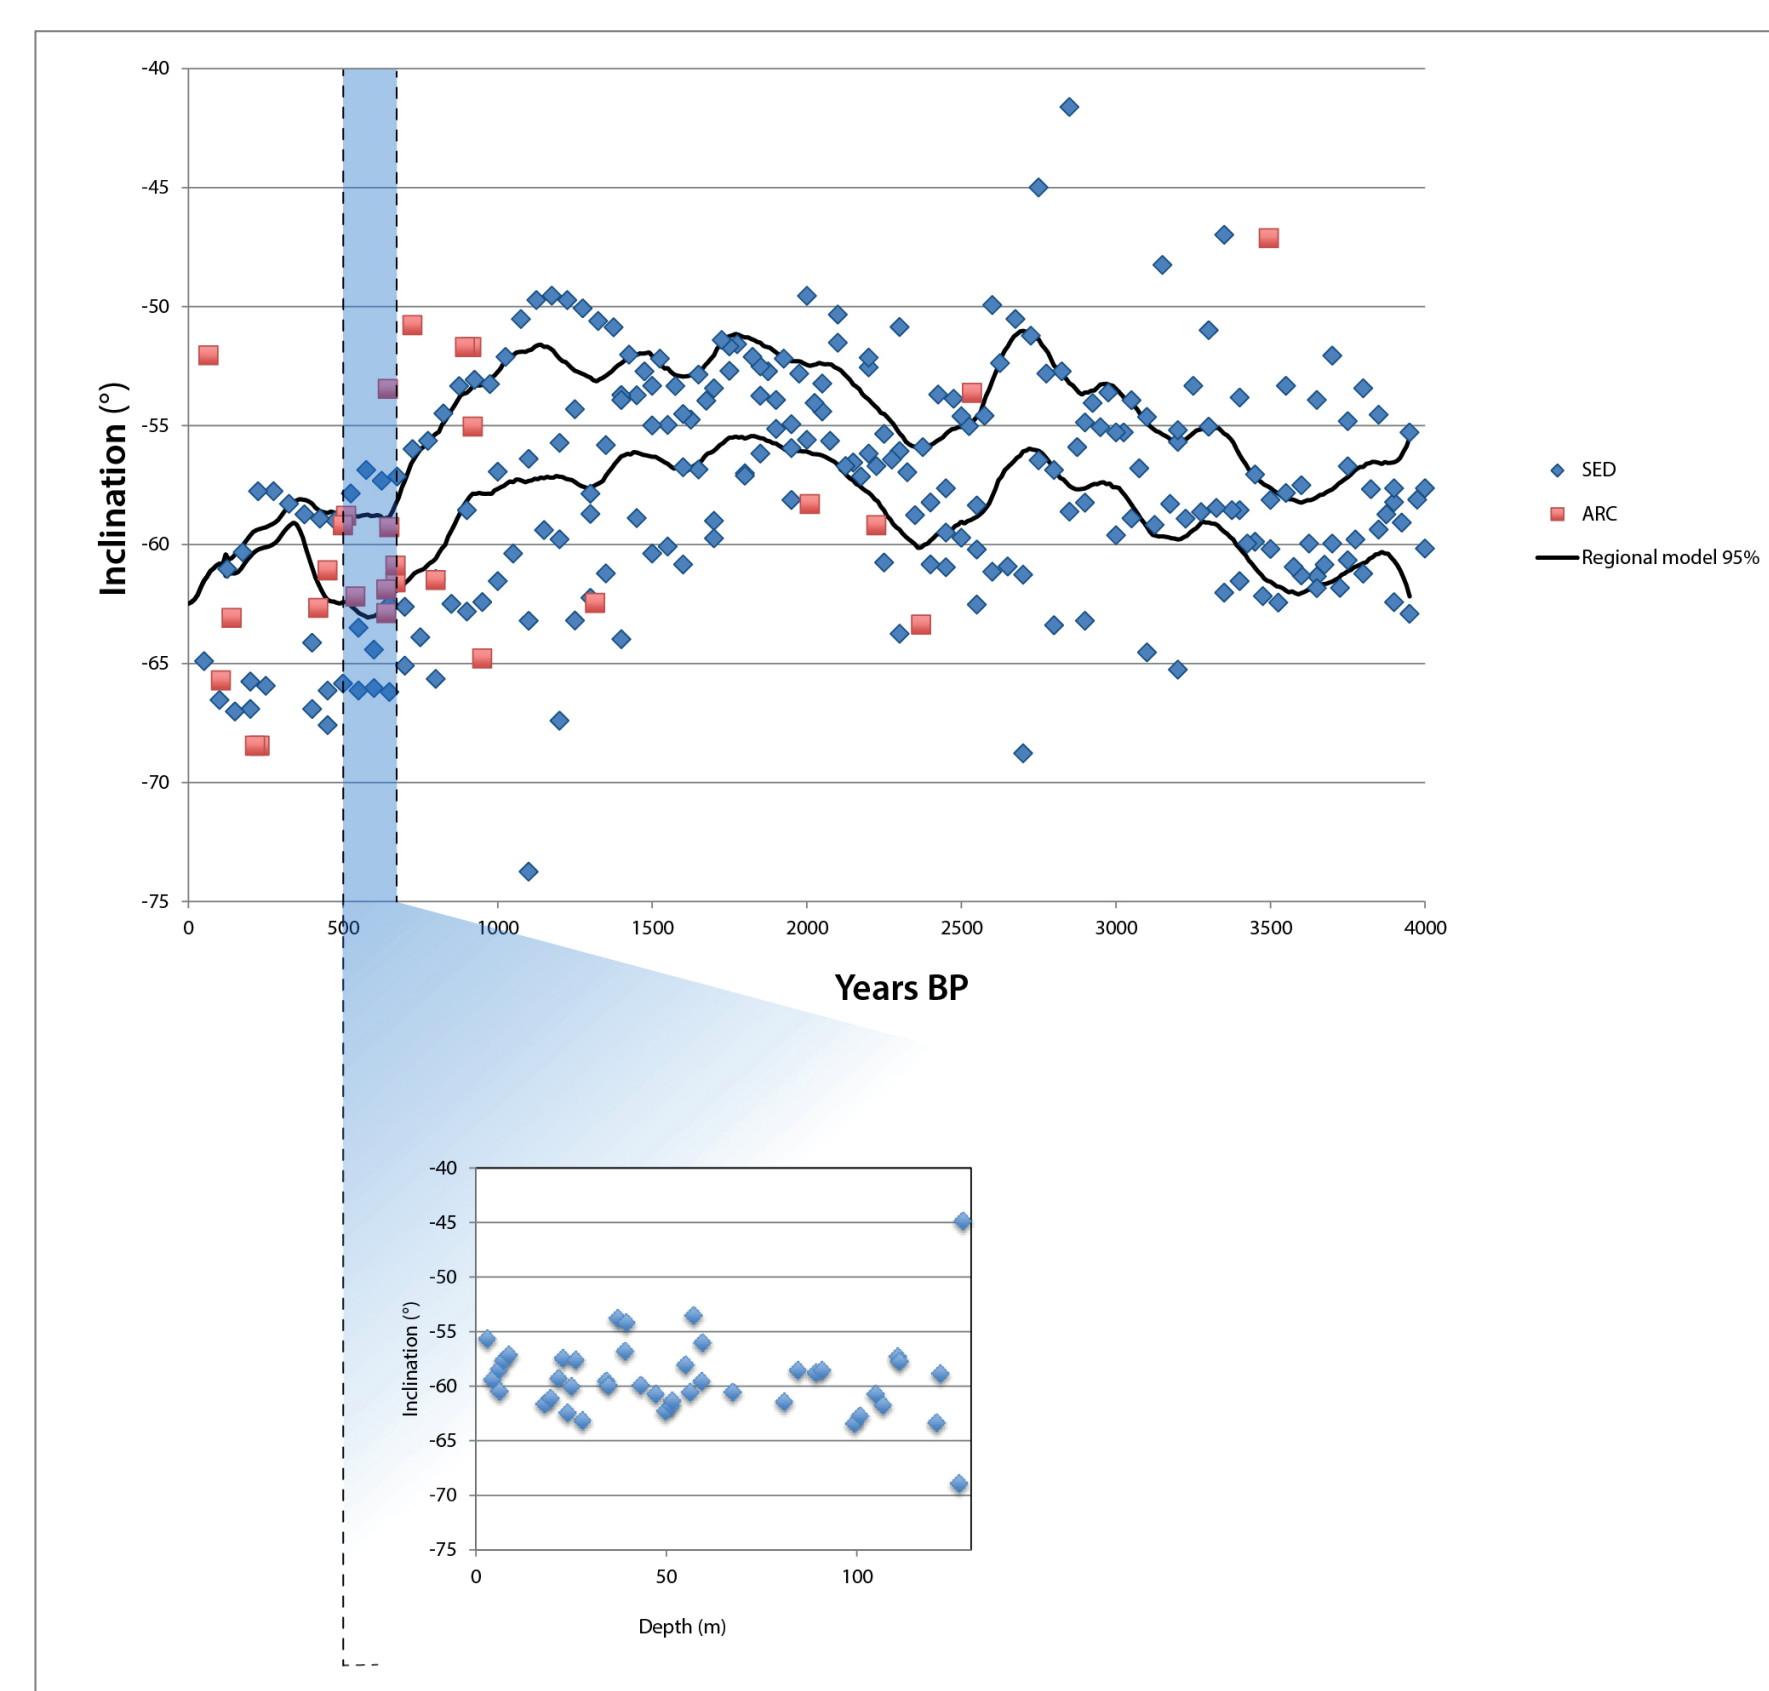 -40
-45
-50
-55
-60
-65
-70
-75
Inclination (°)
0 500 1000 1500 2000 2500 3000 3500 4000
Years BP
SED
ARC
Regional model 95%
-40
-45
-50
-55
-60
-65
-70
-75
Inclination (°)
0 50 100
Depth (m)